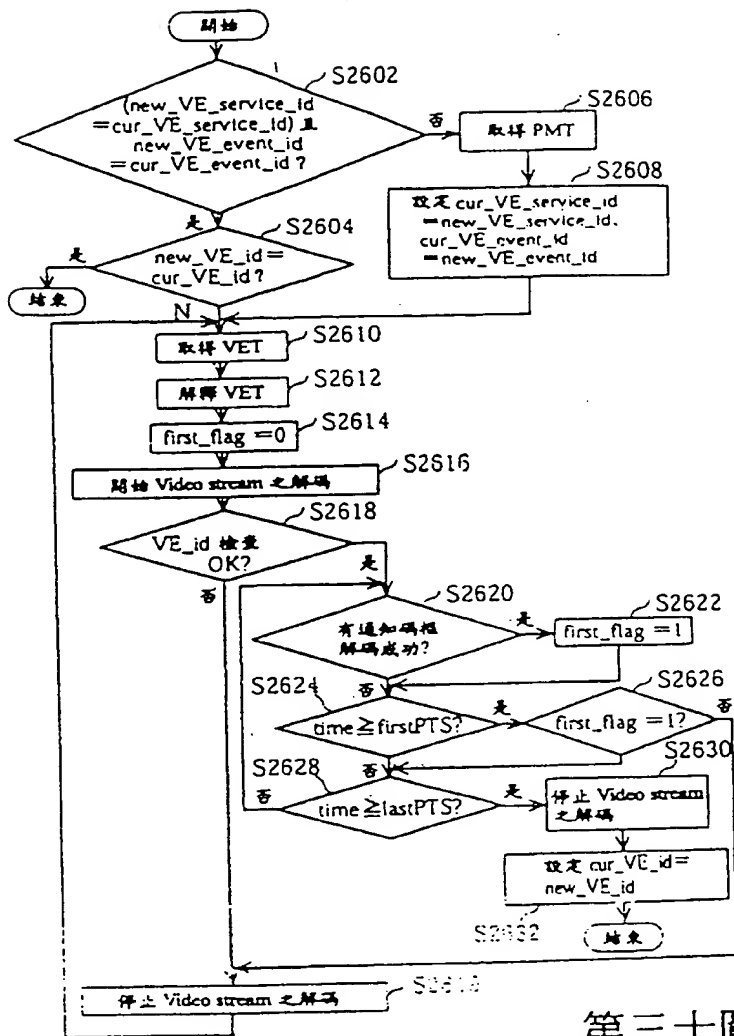 開始
S2602
(new_VE_service_id
=cur_VE_service_id) 且
new_VE_event_id
=cur_VE_event_id?
否
S2606
取得 PMT
S2608
設定 cur_VE_service_id
=new_VE_service_id、
cur_VE_event_id
=new_VE_event_id
是
S2604
new_VE_id=
cur_VE_id?
是
結束
N
S2610
取得 VET
S2612
解釋 VET
S2614
first_flag =0
S2616
開始 Video stream 之解碼
S2618
VE_id 檢查
OK?
是
否
S2620
有通知碼框
解碼成功?
是
S2622
first_flag =1
否
S2624
time≧firstPTS?
是
S2626
first_flag =1?
否
否
S2628
time≧lastPTS?
否
是
S2630
停止 Video stream
之解碼
設定 cur_VE_id=
new_VE_id
S2632
結束
停止 Video stream 之解碼
第三十